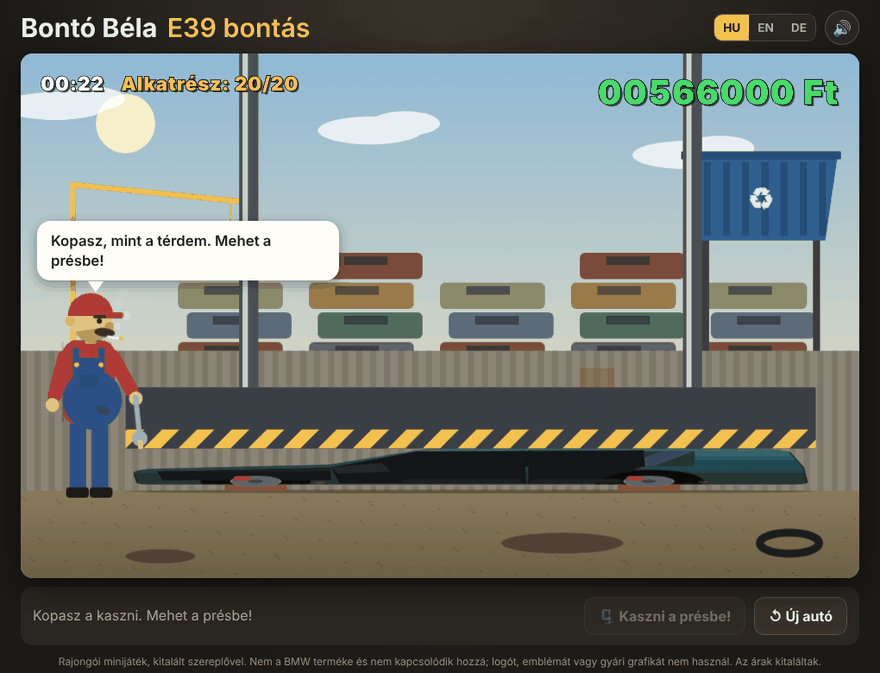 Bontó Béla E39 bontás
HU EN DE
00:22 Alkatrész: 20/20
00566000 Ft
Kopasz, mint a térdem. Mehet a
présbe!
Kopasz a kaszni. Mehet a présbe!
Kaszni a présbe!
Új autó
Rajongói minijáték, kitalált szereplővel. Nem a BMW terméke és nem kapcsolódik hozzá; logót, emblémát vagy gyári grafikát nem használ. Az árak kitaláltak.